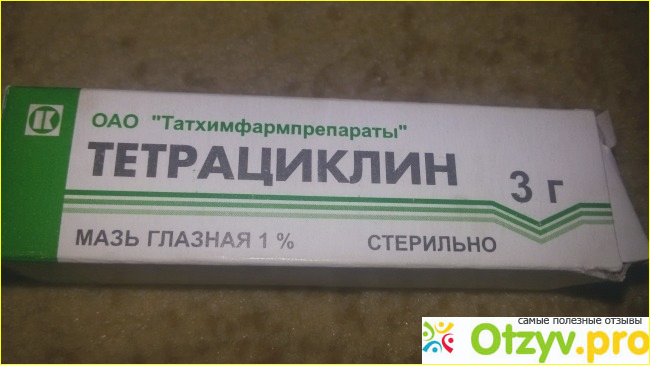 ОАО "Татхимфармпрепараты"
ТЕТРАЦИКЛИН
3 г
МАЗЬ ГЛАЗНАЯ 1 %
СТЕРИЛЬНО
самые полезные отзывы
Otzyv.pro